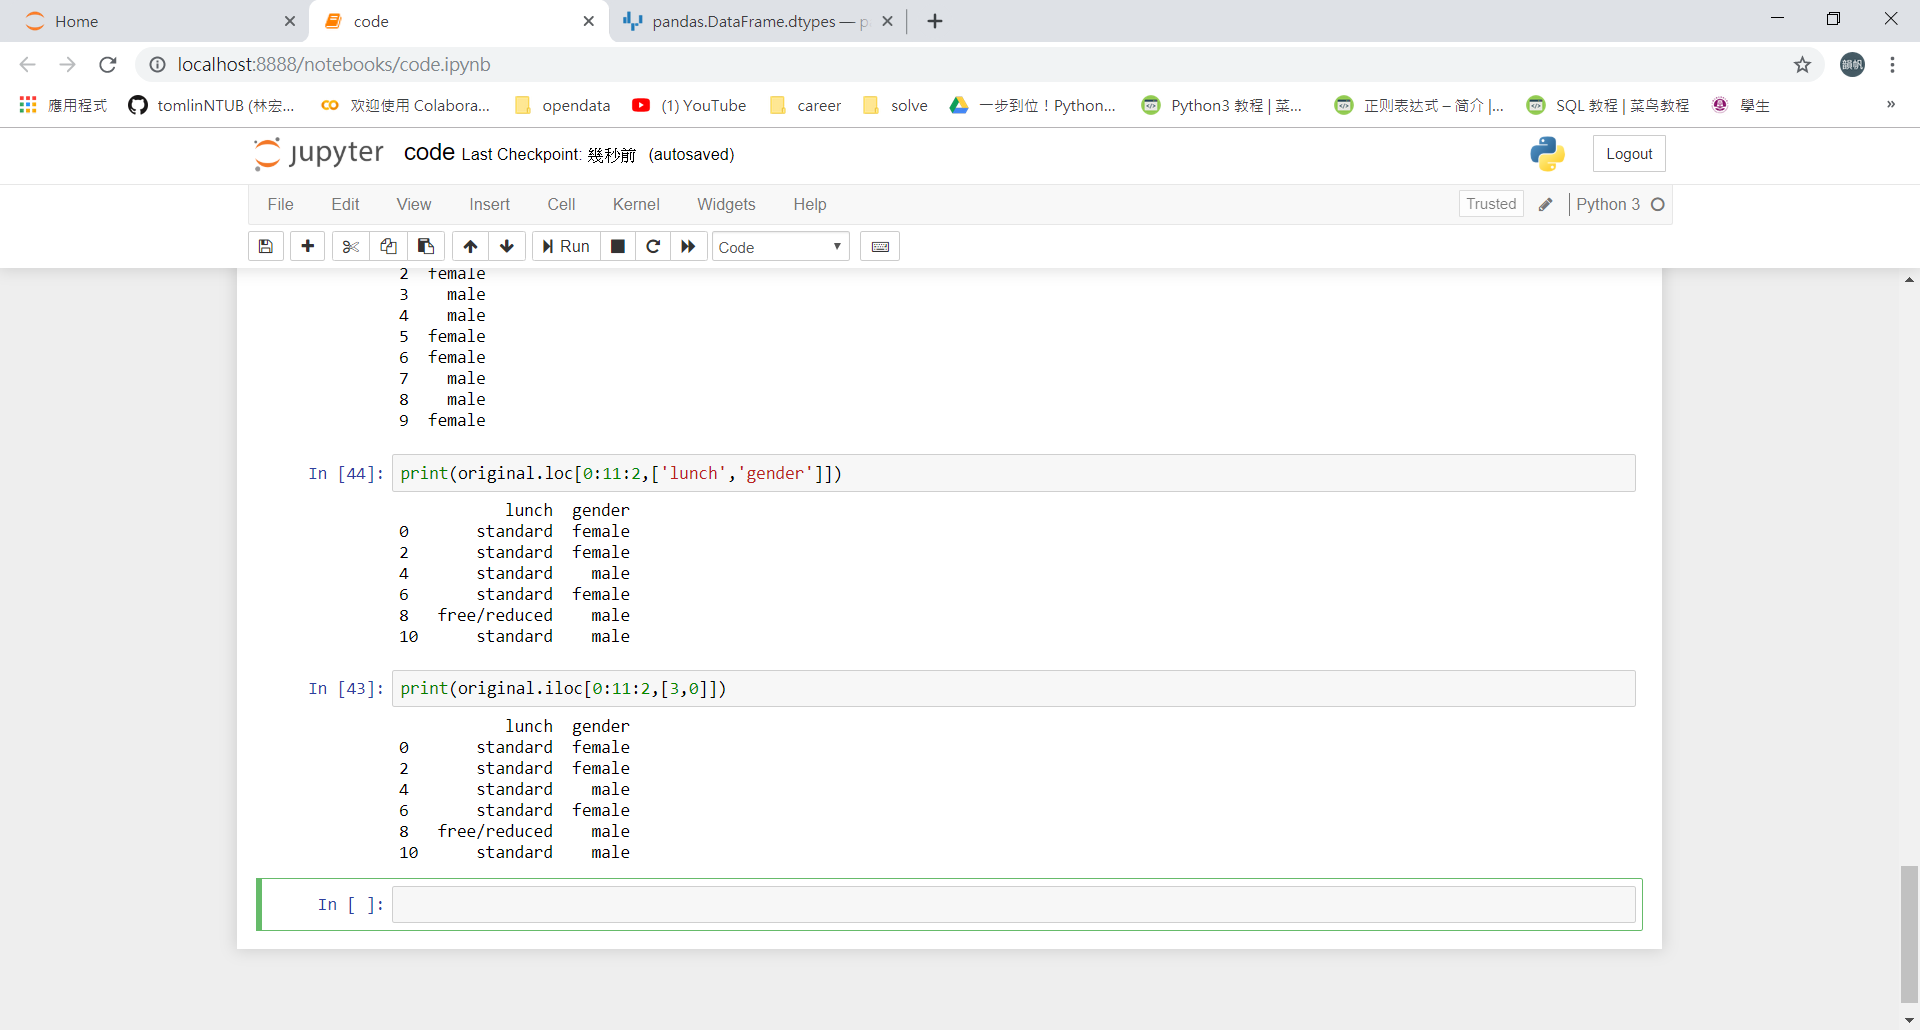 Home
code
pandas.DataFrame.dtypes — p
localhost:8888/notebooks/code.ipynb
應用程式
tomlinNTUB (林宏...
欢迎使用 Colabora...
opendata
(1) YouTube
career
solve
一步到位！Python...
Python3 教程 | 菜...
正则表达式 – 简介 |...
SQL 教程 | 菜鸟教程
學生
»
韻帆
jupyter code Last Checkpoint: 幾秒前 (autosaved)
Logout
File Edit View Insert Cell Kernel Widgets Help
Trusted
Python 3
Run
Code
2 female
3 male
4 male
5 female
6 female
7 male
8 male
9 female
In [44]: print(original.loc[0:11:2,['lunch','gender']])
lunch gender
0 standard female
2 standard female
4 standard male
6 standard female
8 free/reduced male
10 standard male
In [43]: print(original.iloc[0:11:2,[3,0]])
lunch gender
0 standard female
2 standard female
4 standard male
6 standard female
8 free/reduced male
10 standard male
In [ ]: